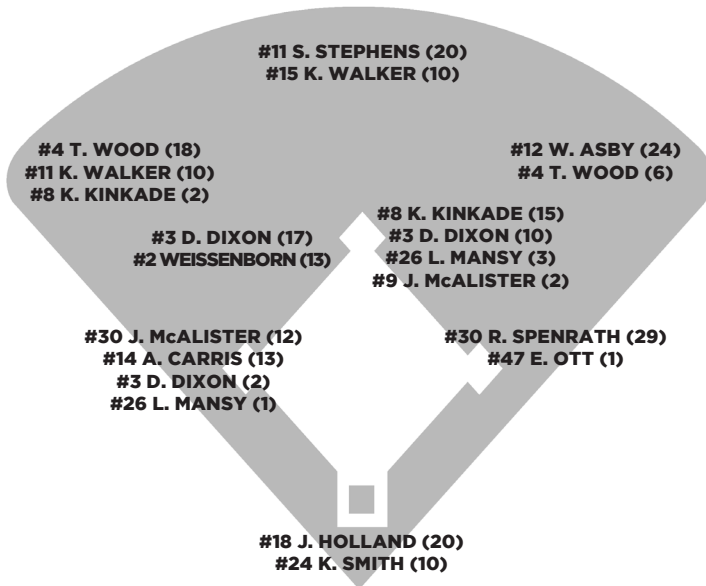 #11 S. STEPHENS (20)
#15 K. WALKER (10)
#4 T. WOOD (18)
#11 K. WALKER (10)
#8 K. KINKADE (2)
#12 W. ASBY (24)
#4 T. WOOD (6)
#3 D. DIXON (17)
#2 WEISSENBORN (13)
#8 K. KINKADE (15)
#3 D. DIXON (10)
#26 L. MANSY (3)
#9 J. McALISTER (2)
#30 J. McALISTER (12)
#14 A. CARRIS (13)
#3 D. DIXON (2)
#26 L. MANSY (1)
#30 R. SPENRATH (29)
#47 E. OTT (1)
#18 J. HOLLAND (20)
#24 K. SMITH (10)